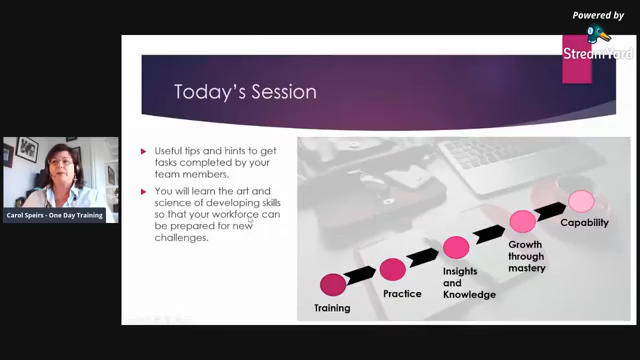 Powered by
StreamYard
Today's Session
Useful tips and hints to get
tasks completed by your
team members.
You will learn the art and
science of developing skills
so that your workforce can
be prepared for new
challenges.
Carol Speirs - One Day Training
Training
Practice
Insights
and
Knowledge
Growth
through
mastery
Capability